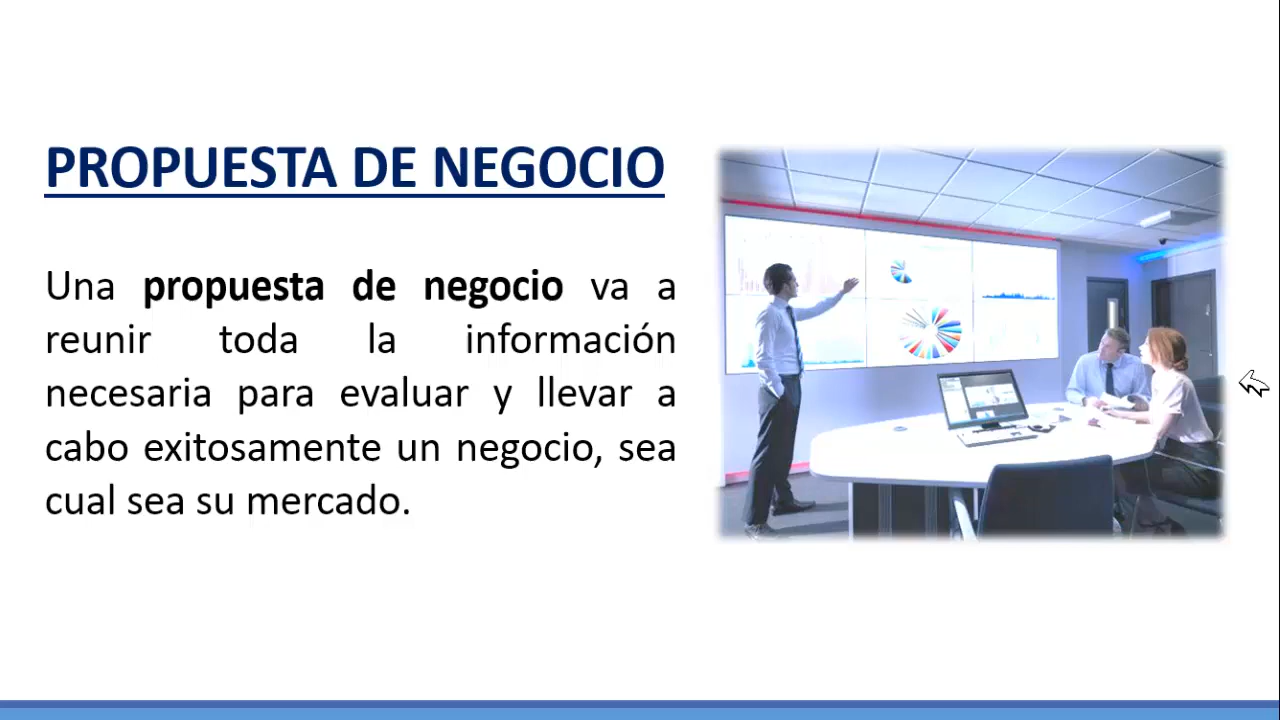 PROPUESTA DE NEGOCIO
Una propuesta de negocio va a
reunir toda la información
necesaria para evaluar y llevar a
cabo exitosamente un negocio, sea
cual sea su mercado.